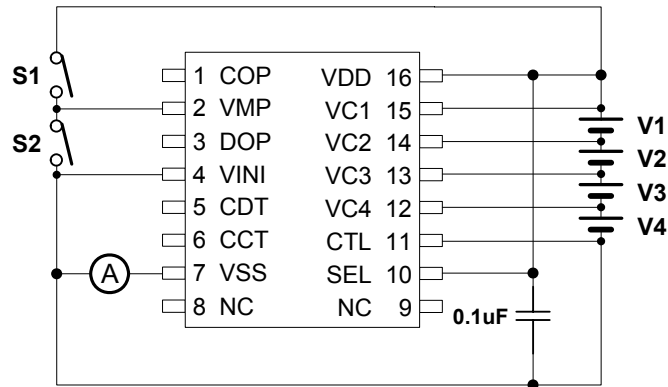 S1
S2
1 COP
2 VMP
3 DOP
4 VINI
5 CDT
6 CCT
7 VSS
8 NC
VDD 16
VC1 15
VC2 14
VC3 13
VC4 12
CTL 11
SEL 10
NC 9
A
V1
V2
V3
V4
0.1uF